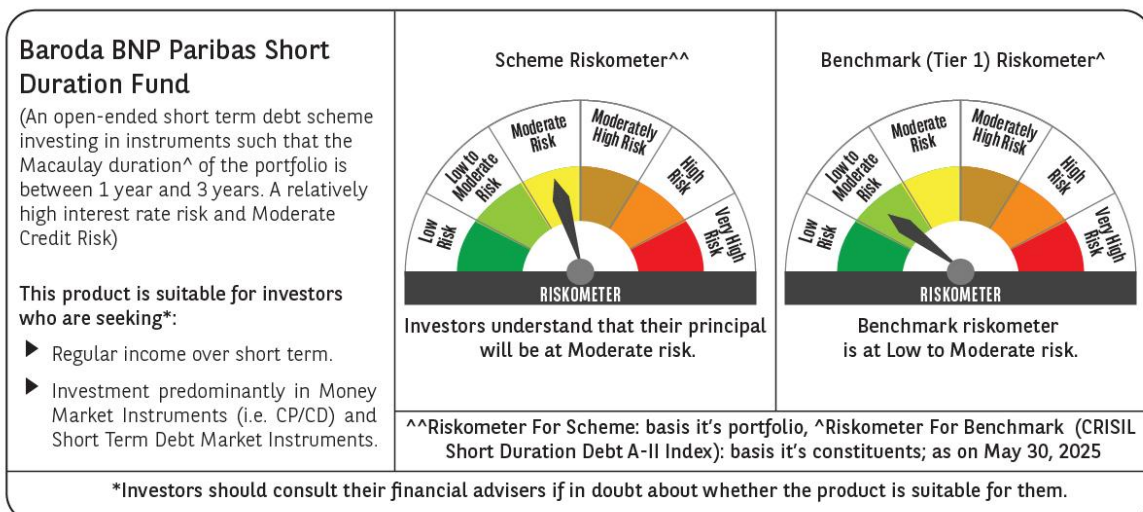 Baroda BNP Paribas Short
Duration Fund
(An open-ended short term debt scheme
investing in instruments such that the
Macaulay duration^ of the portfolio is
between 1 year and 3 years. A relatively
high interest rate risk and Moderate
Credit Risk)
This product is suitable for investors
who are seeking*:
▶ Regular income over short term.
▶ Investment predominantly in Money
Market Instruments (i.e. CP/CD) and
Short Term Debt Market Instruments.
Scheme Riskometer^^
Low
Risk
Low to
Moderate
Risk
Moderate
Risk
Moderately
High Risk
High
Risk
Very High
Risk
RISKOMETER
Investors understand that their principal
will be at Moderate risk.
Benchmark (Tier 1) Riskometer^
Low
Risk
Low to
Moderate
Risk
Moderate
Risk
Moderately
High Risk
High
Risk
Very High
Risk
RISKOMETER
Benchmark riskometer
is at Low to Moderate risk.
^^Riskometer For Scheme: basis it's portfolio, ^Riskometer For Benchmark (CRISIL
Short Duration Debt A-II Index): basis it's constituents; as on May 30, 2025
*Investors should consult their financial advisers if in doubt about whether the product is suitable for them.